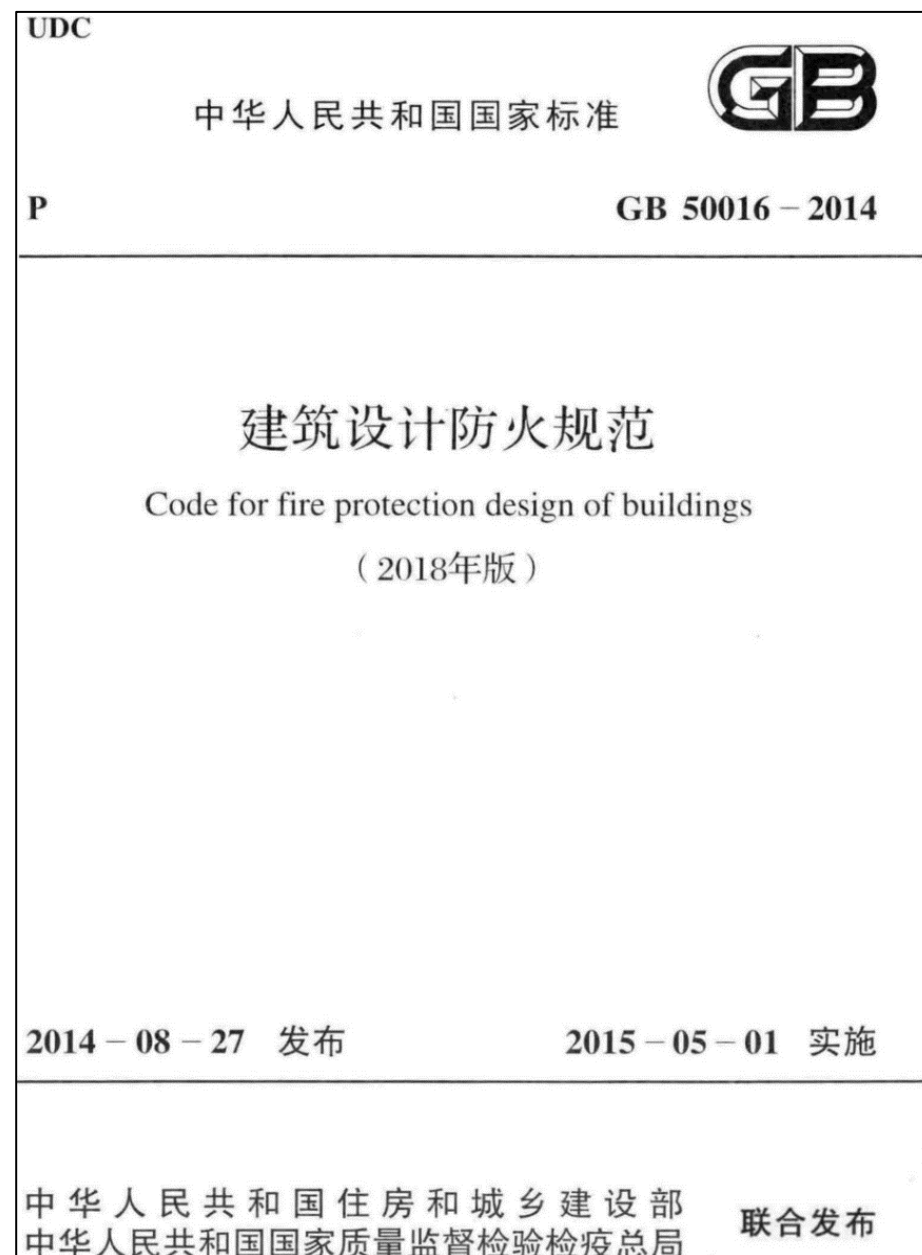 UDC
中华人民共和国国家标准
GB
P
GB 50016-2014
建筑设计防火规范
Code for fire protection design of buildings
(2018年版)
2014-08-27 发布
2015-05-01 实施
中华人民共和国住房和城乡建设部
中华人民共和国国家质量监督检验检疫总局
联合发布